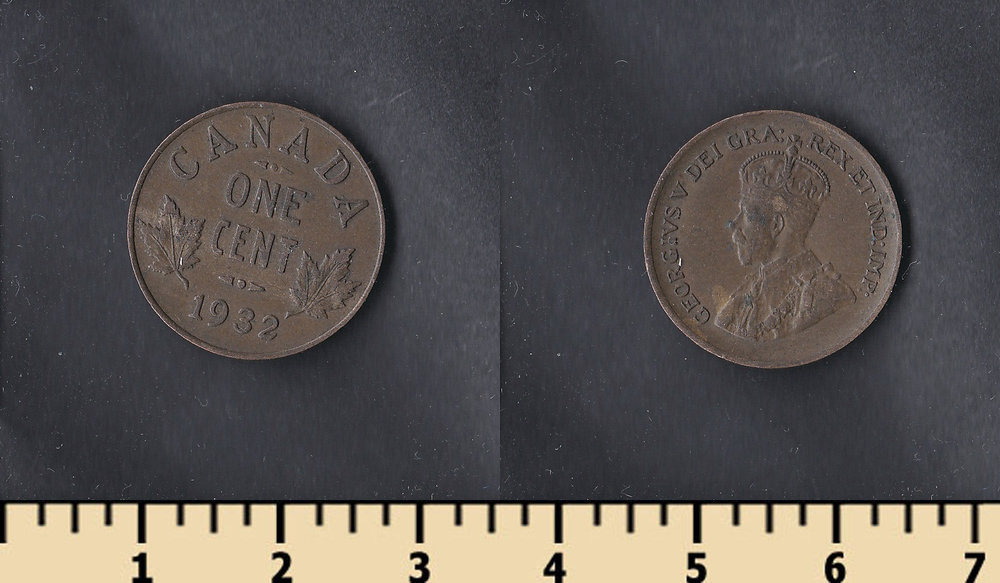 CANADA
ONE
CENT
1932
GEORGIVS V DEI GRA: REX ET IND: IMP:
1 2 3 4 5 6 7